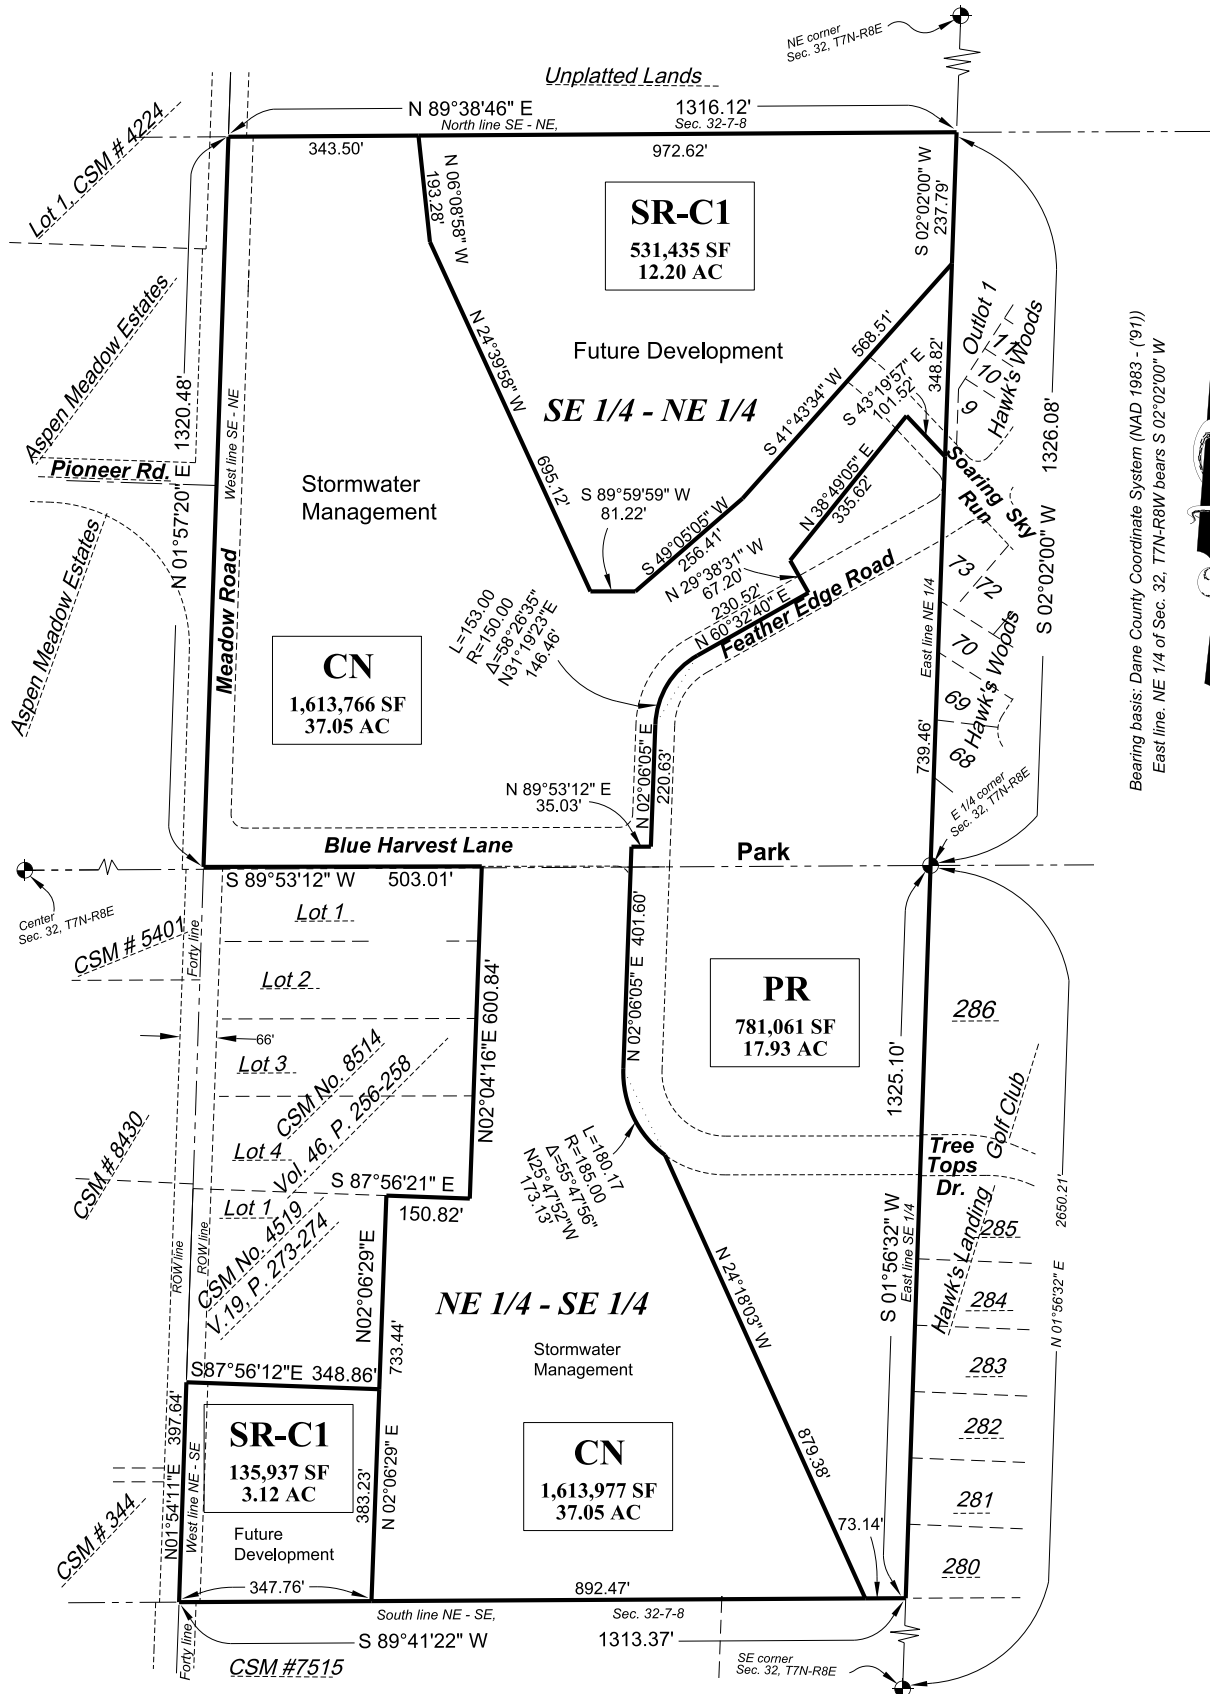 NE corner
Sec. 32, T7N-R8E
Unplatted Lands
N 89°38'46" E 1316.12'
North line SE - NE, Sec. 32-7-8
343.50'
972.62'
Lot 1, CSM # 4224
N 06°08'58" W
193.28'
SR-C1
531,435 SF
12.20 AC
S 02°02'00" W
237.79'
Aspen Meadow Estates
N 24°39'58" W
695.12'
Future Development
SE 1/4 - NE 1/4
568.51'
S 41°43'34" W
S 43°19'57" E
101.52'
348.82'
Outlot 1
11
10
9
Hawk's Woods
1326.08'
S 02°02'00" W
Bearing basis: Dane County Coordinate System (NAD 1983 - ('91))
East line. NE 1/4 of Sec. 32, T7N-R8W bears S 02°02'00" W
N 01°57'20" E 1320.48'
West line SE - NE
Pioneer Rd.
Stormwater
Management
S 89°59'59" W
81.22'
S 49°05'05" W
256.41'
N 38°49'05" E
335.62'
Soaring Sky
Run
N 29°38'31" W
67.20'
230.52'
N 60°32'40" E
Feather Edge Road
Aspen Meadow Estates
Meadow Road
L=153.00
R=150.00
Δ=58°26'35"
N31°19'23"E
146.46'
73
72
70
69
68
Hawk's Woods
East line NE 1/4
739.46'
CN
1,613,766 SF
37.05 AC
N 02°06'05" E
220.63'
N 89°53'12" E
35.03'
E 1/4 corner
Sec. 32, T7N-R8E
Blue Harvest Lane
Park
S 89°53'12" W 503.01'
Center
Sec. 32, T7N-R8E
CSM # 5401
Forty line
Lot 1
Lot 2
66'
Lot 3
Lot 4
CSM No. 8514
Vol. 46, P. 256-258
N02°04'16"E 600.84'
N 02°06'05" E 401.60'
PR
781,061 SF
17.93 AC
1325.10'
286
Golf Club
CSM # 8430
S 87°56'21" E
150.82'
Lot 1
CSM No. 4519
V.19, P. 273-274
ROW line
ROW line
L=180.17
R=185.00
Δ=55°47'56"
N25°47'52"W
173.13'
Tree
Tops
Dr.
S 01°56'32" W
East line SE 1/4
Hawk's Landing
2650.21'
N 01°56'32" E
285
284
283
282
281
280
N02°06'29"E
733.44'
NE 1/4 - SE 1/4
Stormwater
Management
N 24°18'03" W
879.38'
S87°56'12"E 348.86'
N01°54'11"E 397.64'
West line NE - SE
SR-C1
135,937 SF
3.12 AC
Future
Development
383.23'
N 02°06'29" E
CN
1,613,977 SF
37.05 AC
CSM # 344
73.14'
347.76'
892.47'
South line NE - SE, Sec. 32-7-8
S 89°41'22" W 1313.37'
Forty line
CSM #7515
SE corner
Sec. 32, T7N-R8E